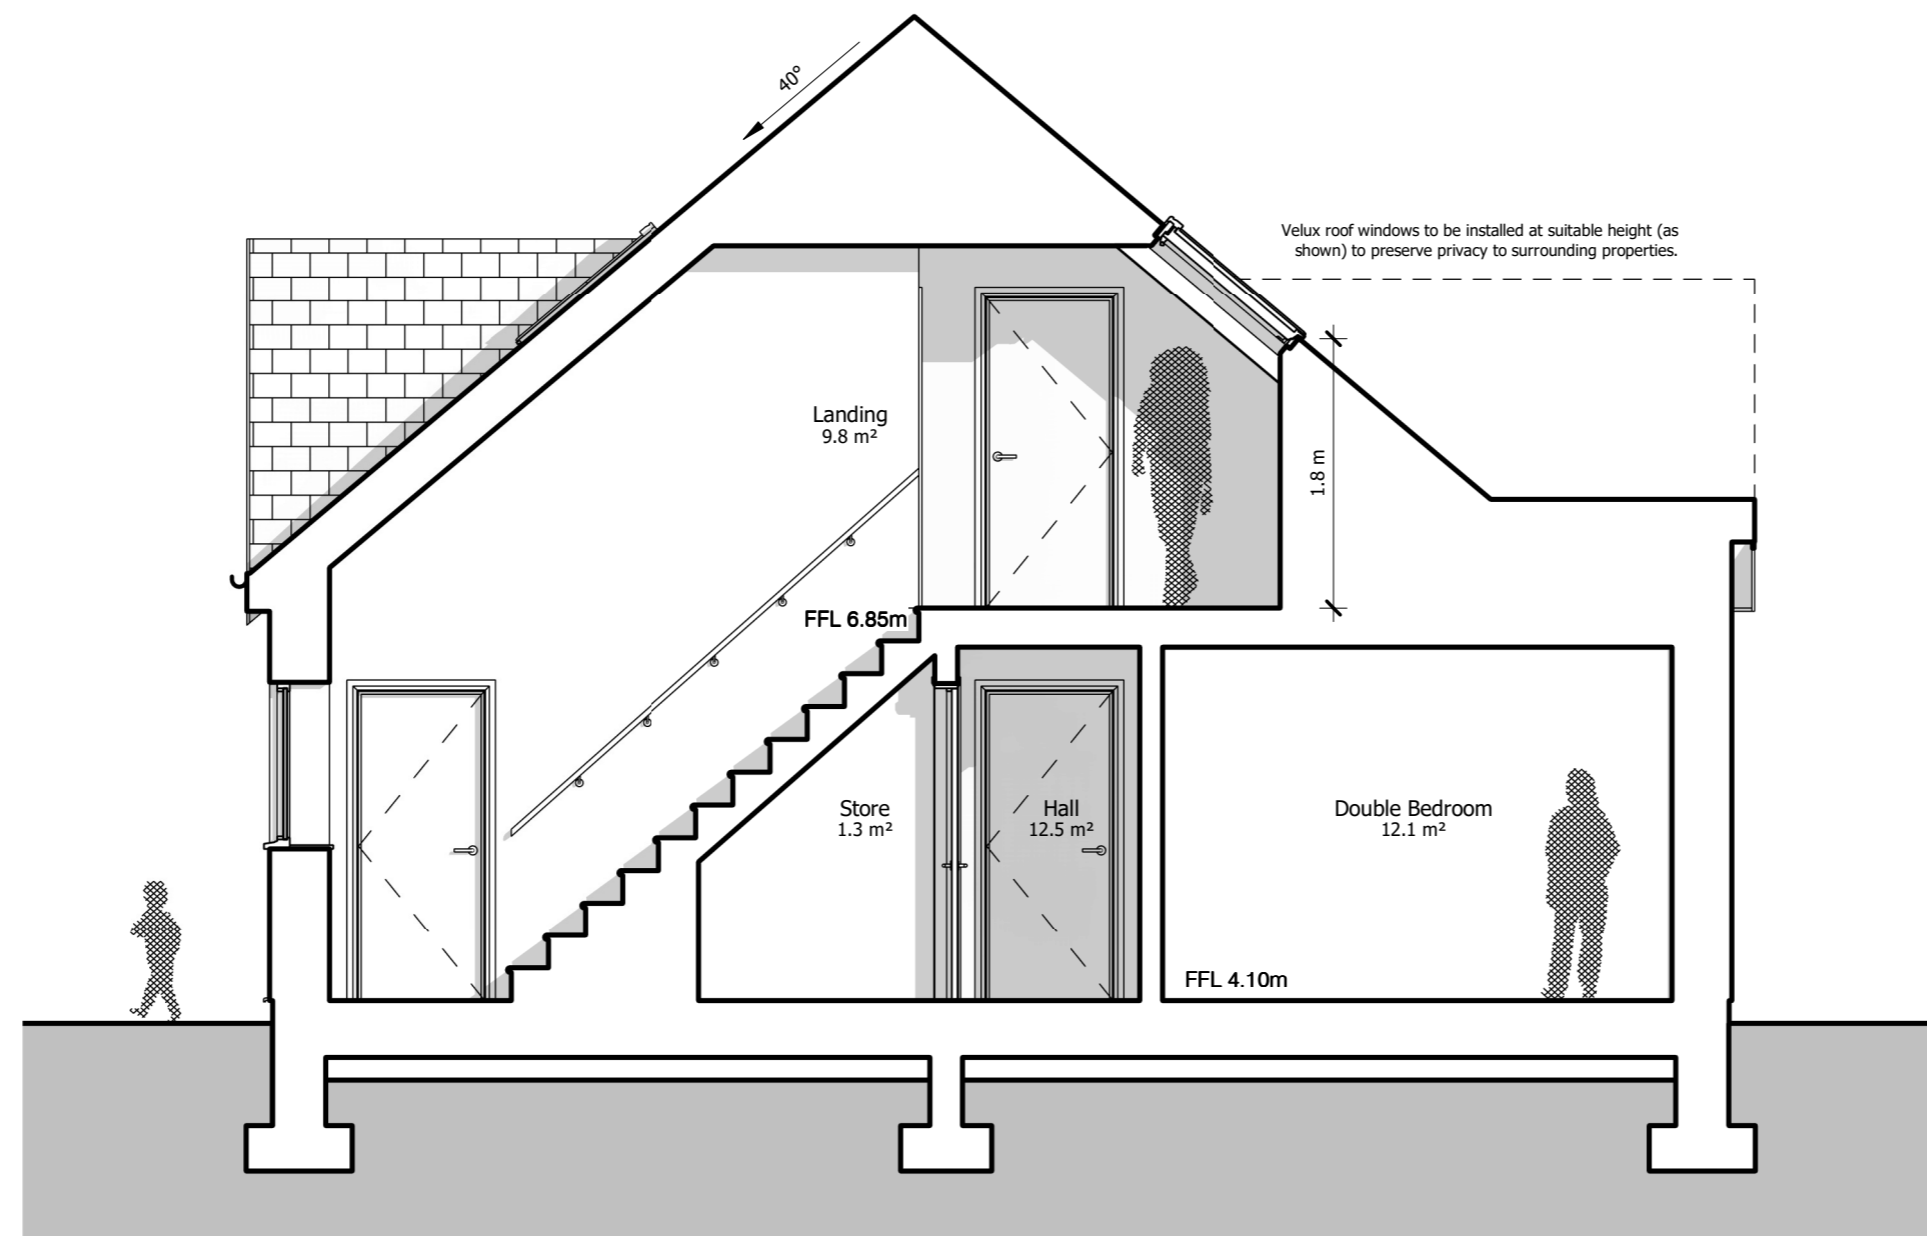 40°
Velux roof windows to be installed at suitable height (as
shown) to preserve privacy to surrounding properties.
Landing
9.8 m²
1.8 m
FFL 6.85m
Store
1.3 m²
Hall
12.5 m²
Double Bedroom
12.1 m²
FFL 4.10m